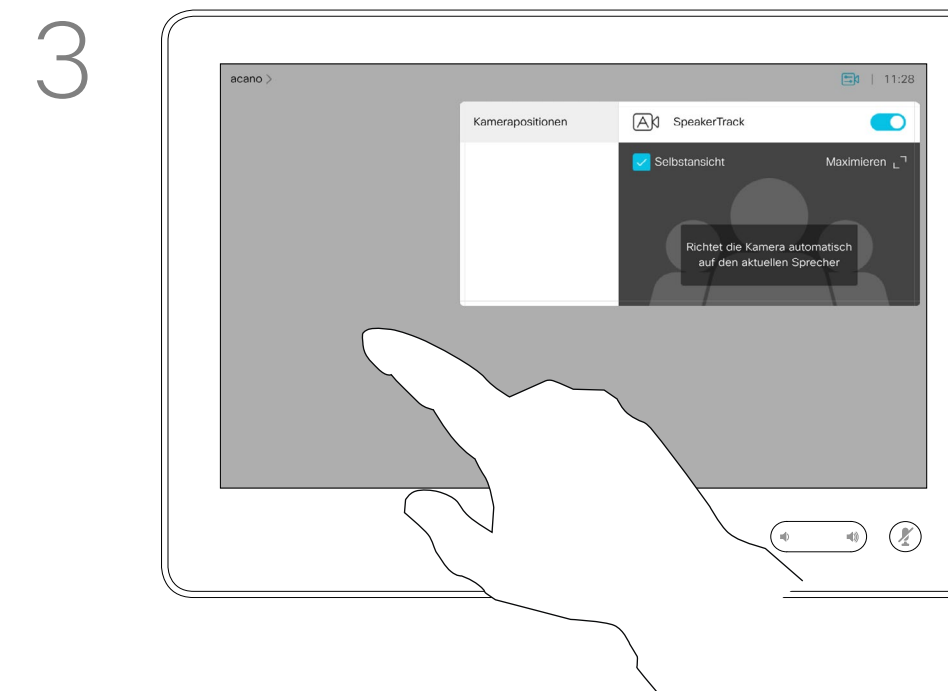 3
acano >
| 11:28
Kamerapositionen
SpeakerTrack
Selbstansicht
Maximieren
Richtet die Kamera automatisch
auf den aktuellen Sprecher